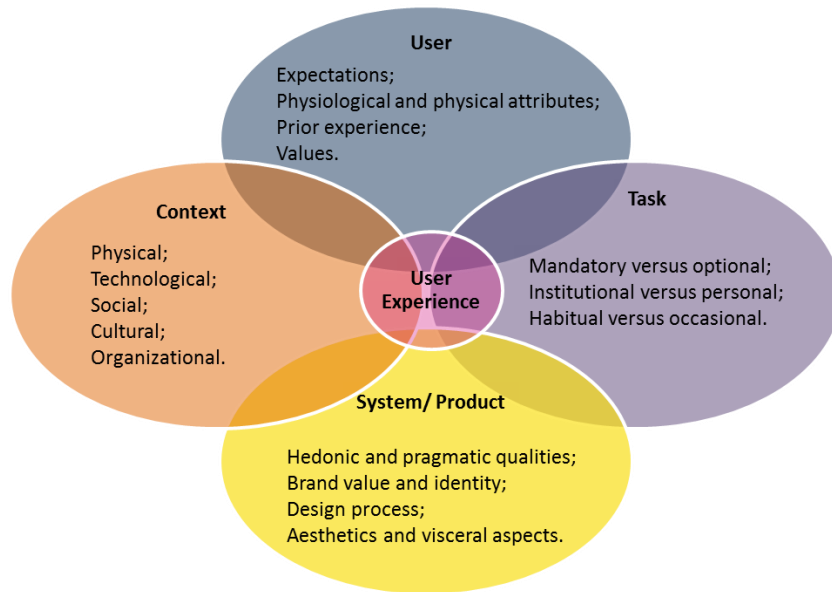 User
Expectations;
Physiological and physical attributes;
Prior experience;
Values.
Context
Physical;
Technological;
Social;
Cultural;
Organizational.
Task
Mandatory versus optional;
Institutional versus personal;
Habitual versus occasional.
User
Experience
System/ Product
Hedonic and pragmatic qualities;
Brand value and identity;
Design process;
Aesthetics and visceral aspects.